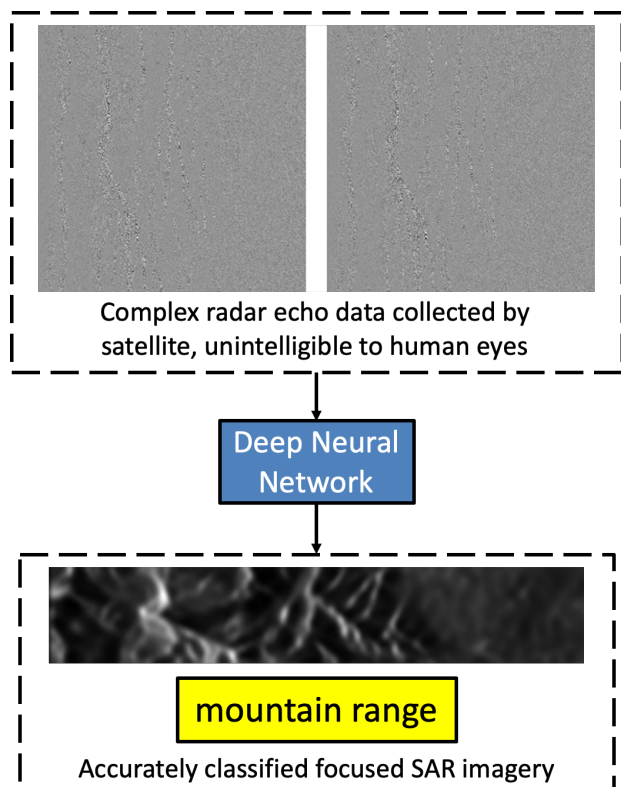 Complex radar echo data collected by
satellite, unintelligible to human eyes
Deep Neural
Network
mountain range
Accurately classified focused SAR imagery